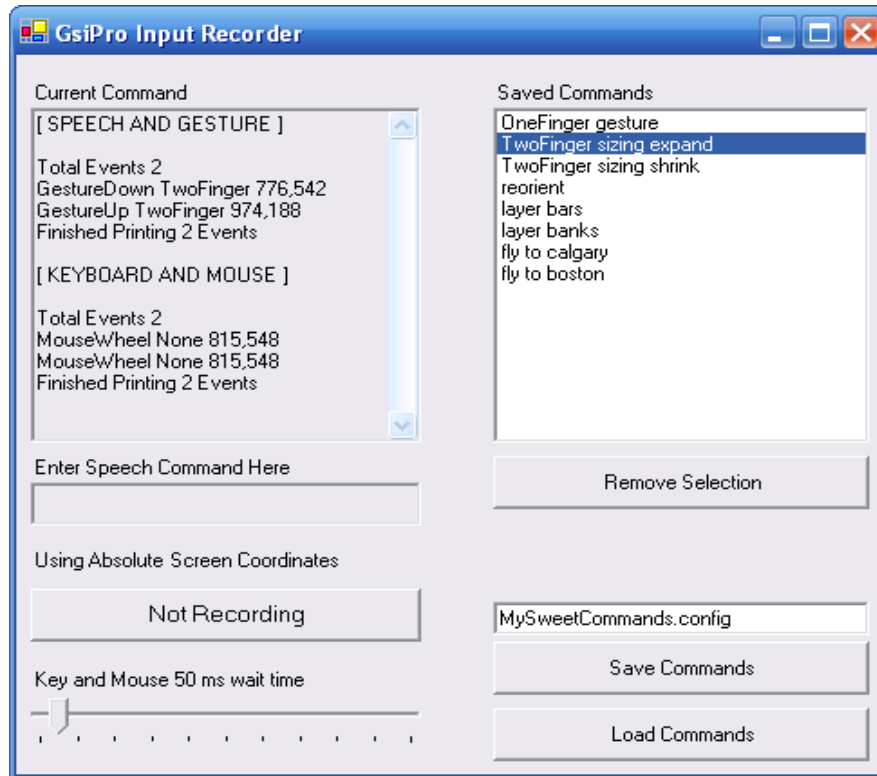 GsiPro Input Recorder
Current Command
[ SPEECH AND GESTURE ]
Total Events 2
GestureDown TwoFinger 776,542
GestureUp TwoFinger 974,188
Finished Printing 2 Events
[ KEYBOARD AND MOUSE ]
Total Events 2
MouseWheel None 815,548
MouseWheel None 815,548
Finished Printing 2 Events
Enter Speech Command Here
Using Absolute Screen Coordinates
Not Recording
Key and Mouse 50 ms wait time
Saved Commands
OneFinger gesture
TwoFinger sizing expand
TwoFinger sizing shrink
reorient
layer bars
layer banks
fly to calgary
fly to boston
Remove Selection
MySweetCommands.config
Save Commands
Load Commands